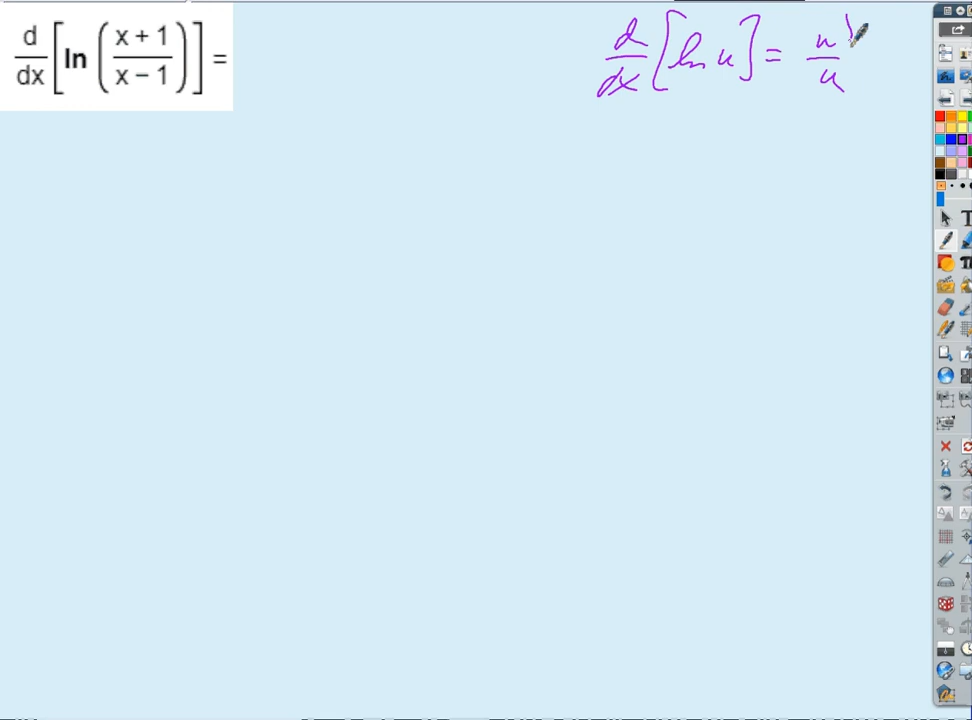 d/dx [ln ((x + 1)/(x − 1))] =
d/dx [ln u] = u'/u